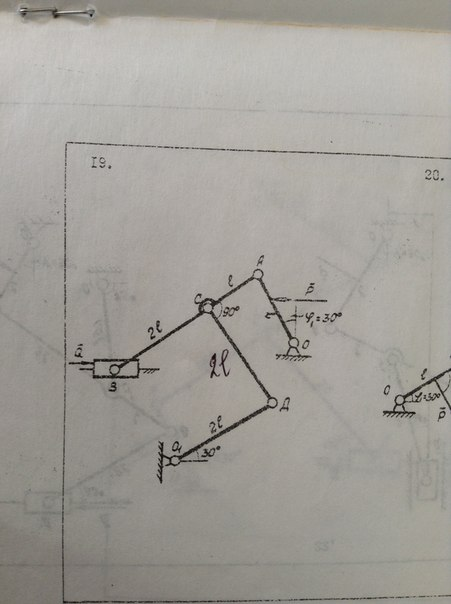 19.
20.
A
l
C
90°
P̄
φ₁=30°
O
2l
Q̄
B
2l
Д
2l
O₁
30°
O
l
φ=30°
P̄